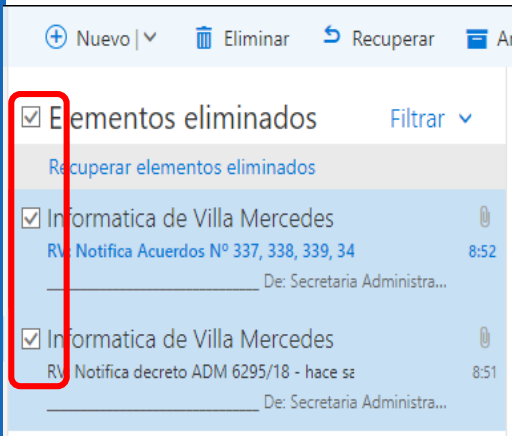 Nuevo | Eliminar Recuperar
Elementos eliminados Filtrar
Recuperar elementos eliminados
Informatica de Villa Mercedes
RV: Notifica Acuerdos Nº 337, 338, 339, 34 8:52
______________________________ De: Secretaria Administra...
Informatica de Villa Mercedes
RV: Notifica decreto ADM 6295/18 - hace sa 8:51
______________________________ De: Secretaria Administra...